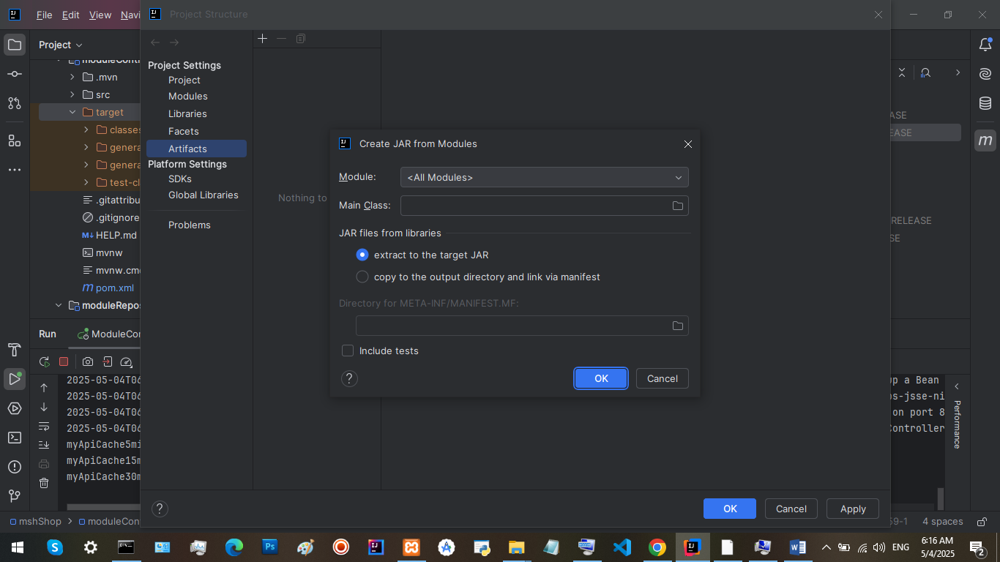 File Edit View Navi
Project Structure
Project
moduleContr
.mvn
src
target
classes
genera
genera
test-cl
.gitattribu
.gitignore
HELP.md
mvnw
mvnw.cmd
pom.xml
moduleRepos
Project Settings
Project
Modules
Libraries
Facets
Artifacts
Platform Settings
SDKs
Global Libraries
Problems
Nothing to
Create JAR from Modules
Module:
<All Modules>
Main Class:
JAR files from libraries
extract to the target JAR
copy to the output directory and link via manifest
Directory for META-INF/MANIFEST.MF:
Include tests
OK
Cancel
ASE
EASE
RELEASE
SE
Run
ModuleCon
2025-05-04T06
2025-05-04T06
2025-05-04T06
2025-05-04T06
myApiCache5mi
myApiCache15m
myApiCache30m
up a Bean
os-jsse-ni
on port 8
Controller
Performance
OK
Cancel
Apply
mshShop > moduleCont
59-1
4 spaces
ENG
6:16 AM
5/4/2025
2